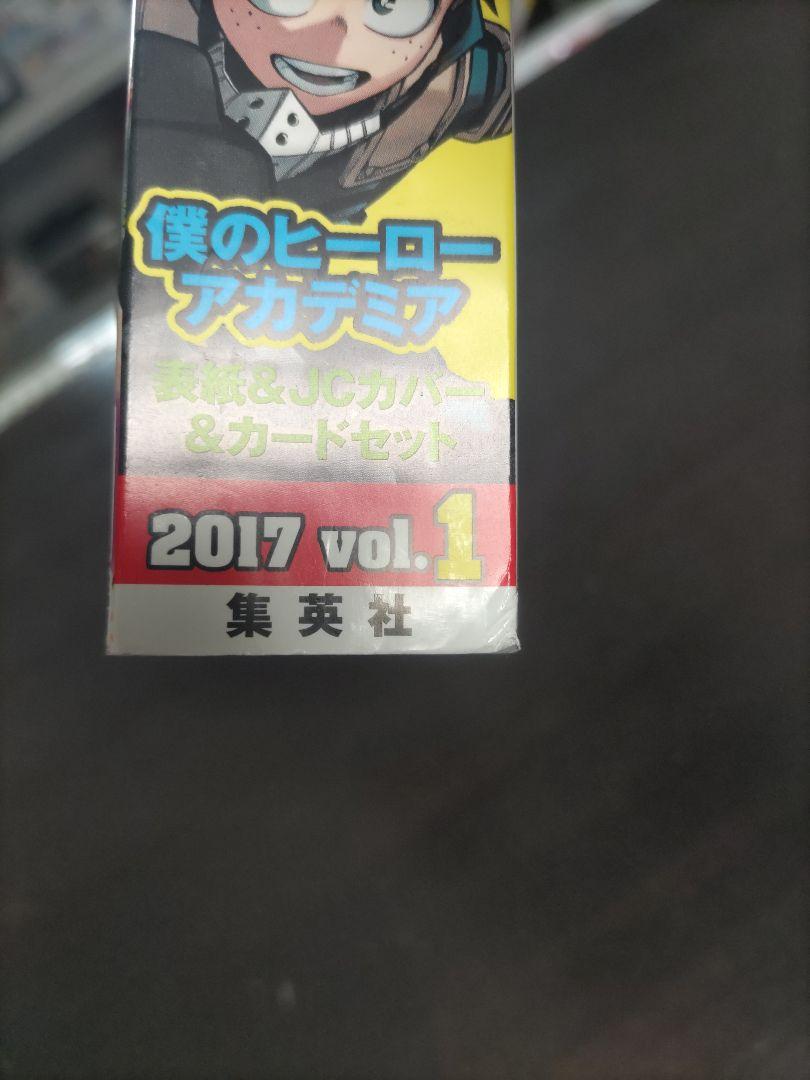 僕のヒーロー
アカデミア
表紙&JCカバー
&カードセット
2017 vol.1
集英社